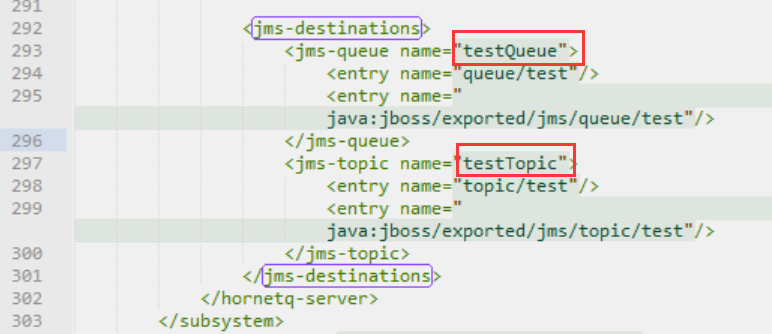 291
292 <jms-destinations>
293 <jms-queue name="testQueue">
294 <entry name="queue/test"/>
295 <entry name="
java:jboss/exported/jms/queue/test"/>
296 </jms-queue>
297 <jms-topic name="testTopic">
298 <entry name="topic/test"/>
299 <entry name="
java:jboss/exported/jms/topic/test"/>
300 </jms-topic>
301 </jms-destinations>
302 </hornetq-server>
303 </subsystem>